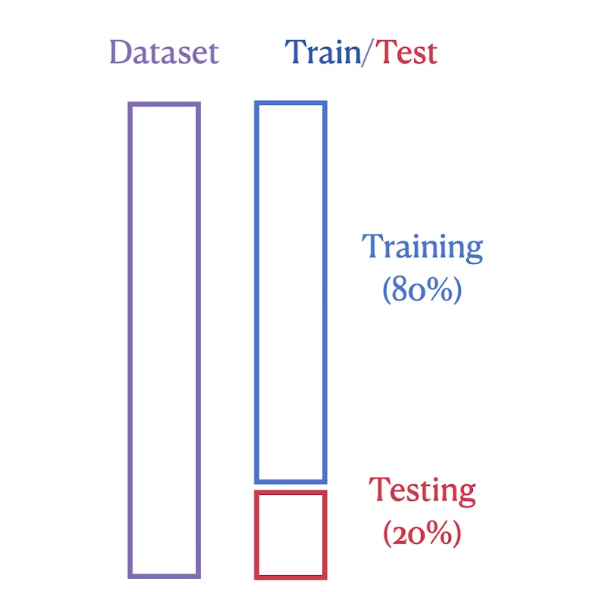 Dataset
Train/Test
Training
(80%)
Testing
(20%)